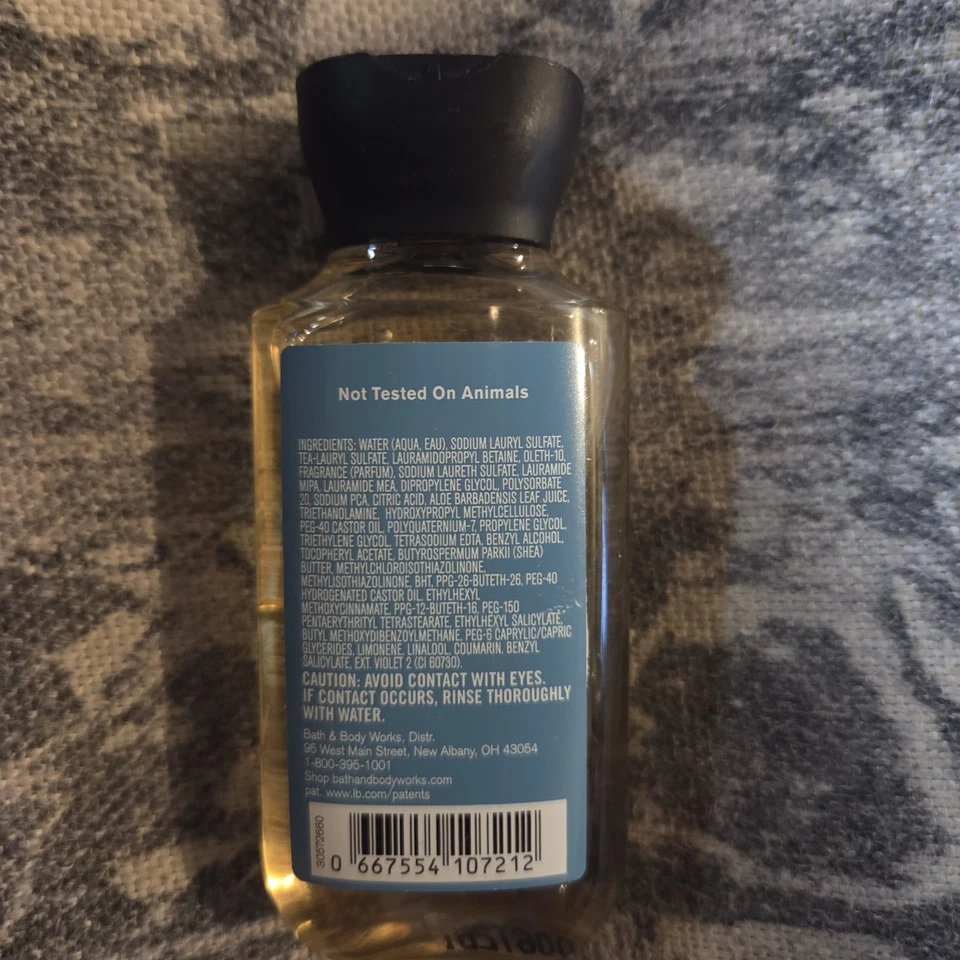 Not Tested On Animals
INGREDIENTS: WATER (AQUA, EAU), SODIUM LAURYL SULFATE,
TEA-LAURYL SULFATE, LAURAMIDOPROPYL BETAINE, OLETH-10,
FRAGRANCE (PARFUM), SODIUM LAURETH SULFATE, LAURAMIDE
MIPA, LAURAMIDE MEA, DIPROPYLENE GLYCOL, POLYSORBATE
20, SODIUM PCA, CITRIC ACID, ALOE BARBADENSIS LEAF JUICE,
TRIETHANOLAMINE, HYDROXYPROPYL METHYLCELLULOSE,
PEG-40 CASTOR OIL, POLYQUATERNIUM-7, PROPYLENE GLYCOL,
TRIETHYLENE GLYCOL, TETRASODIUM EDTA, BENZYL ALCOHOL,
TOCOPHERYL ACETATE, BUTYROSPERMUM PARKII (SHEA)
BUTTER, METHYLCHLOROISOTHIAZOLINONE,
METHYLISOTHIAZOLINONE, BHT, PPG-26-BUTETH-26, PEG-40
HYDROGENATED CASTOR OIL, ETHYLHEXYL
METHOXYCINNAMATE, PPG-12-BUTETH-16, PEG-150
PENTAERYTHRITYL TETRASTEARATE, ETHYLHEXYL SALICYLATE,
BUTYL METHOXYDIBENZOYLMETHANE, PEG-6 CAPRYLIC/CAPRIC
GLYCERIDES, LIMONENE, LINALOOL, COUMARIN, BENZYL
SALICYLATE, EXT. VIOLET 2 (CI 60730).
CAUTION: AVOID CONTACT WITH EYES.
IF CONTACT OCCURS, RINSE THOROUGHLY
WITH WATER.
Bath & Body Works, Distr.
95 West Main Street, New Albany, OH 43054
1-800-395-1001
Shop bathandbodyworks.com
pat. www.lb.com/patents
30572660
0 667554 107212